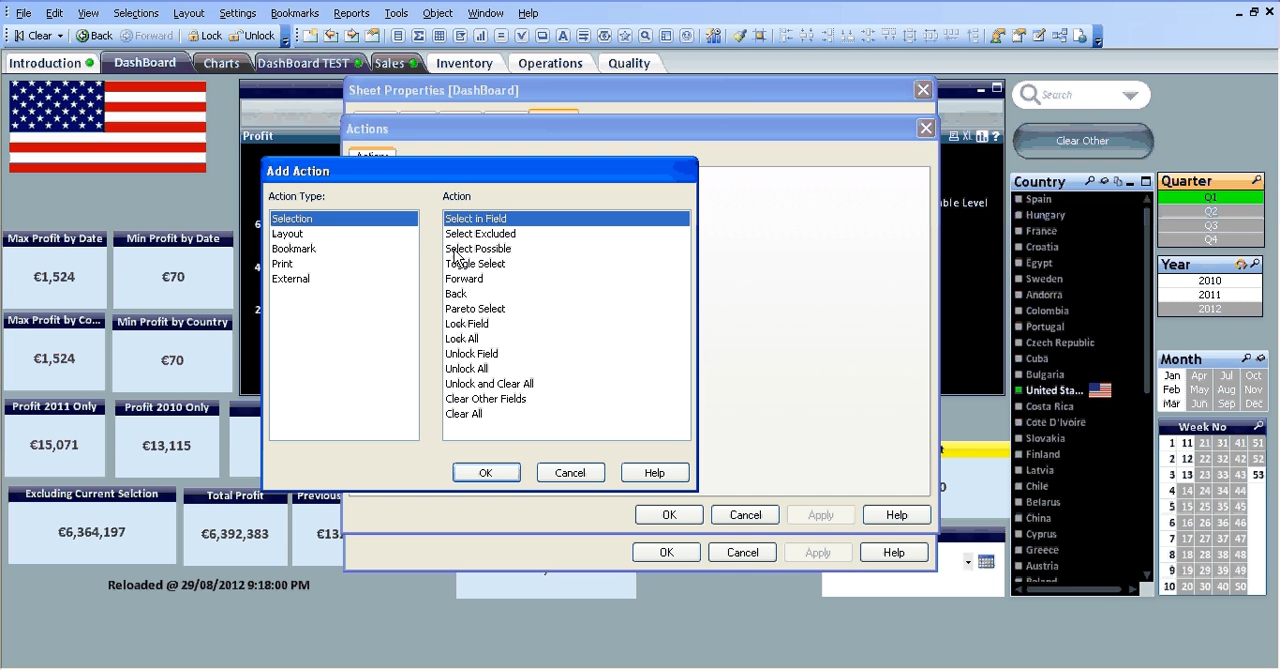 File Edit View Selections Layout Settings Bookmarks Reports Tools Object Window Help
Clear Back Forward Lock Unlock
Introduction DashBoard Charts DashBoard TEST Sales Inventory Operations Quality
Sheet Properties [DashBoard]
Search
Actions
Profit
XL ?
Clear Other
Add Action
Action Type: Action
Selection
Layout
Bookmark
Print
External
Select in Field
Select Excluded
Select Possible
Toggle Select
Forward
Back
Pareto Select
Lock Field
Lock All
Unlock Field
Unlock All
Unlock and Clear All
Clear Other Fields
Clear All
OK Cancel Help
OK Cancel Apply Help
OK Cancel Apply Help
Max Profit by Date
€1,524
Min Profit by Date
€70
Max Profit by Co...
€1,524
Min Profit by Country
€70
Profit 2011 Only
€15,071
Profit 2010 Only
€13,115
Excluding Current Selction
€6,364,197
Total Profit
€6,392,383
Previous
Reloaded @ 29/08/2012 9:18:00 PM
6
4
2
Level
Country
Spain
Hungary
France
Croatia
Egypt
Sweden
Andorra
Colombia
Portugal
Czech Republic
Cuba
Bulgaria
United Sta...
Costa Rica
Cote D'Ivoire
Slovakia
Finland
Latvia
Chile
Belarus
China
Cyprus
Greece
Austria
Quarter
Q1
Q2
Q3
Q4
Year
2010
2011
2012
Month
Jan Apr Jul Oct
Feb May Aug Nov
Mar Jun Sep Dec
Week No
1 11 21 31 41 51
2 12 22 32 42 52
3 13 23 33 43 53
4 14 24 34 44
5 15 25 35 45
6 16 26 36 46
7 17 27 37 47
8 18 28 38 48
9 19 29 39 49
10 20 30 40 50